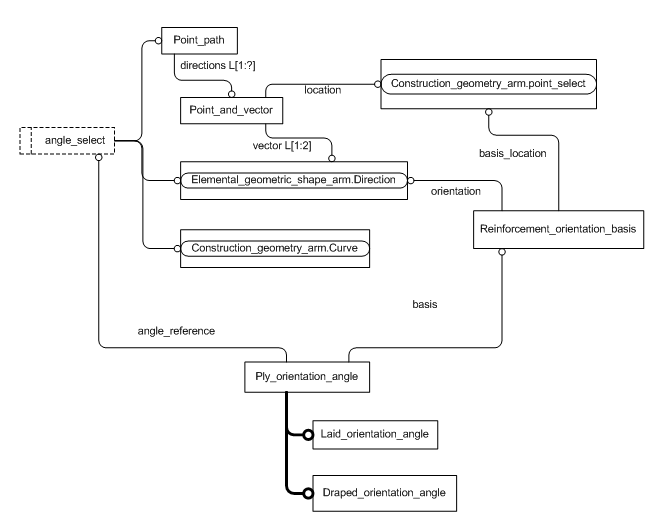 Point_path
directions L[1:?]
Construction_geometry_arm.point_select
location
Point_and_vector
angle_select
vector L[1:2]
basis_location
Elemental_geometric_shape_arm.Direction
orientation
Reinforcement_orientation_basis
Construction_geometry_arm.Curve
basis
angle_reference
Ply_orientation_angle
Laid_orientation_angle
Draped_orientation_angle